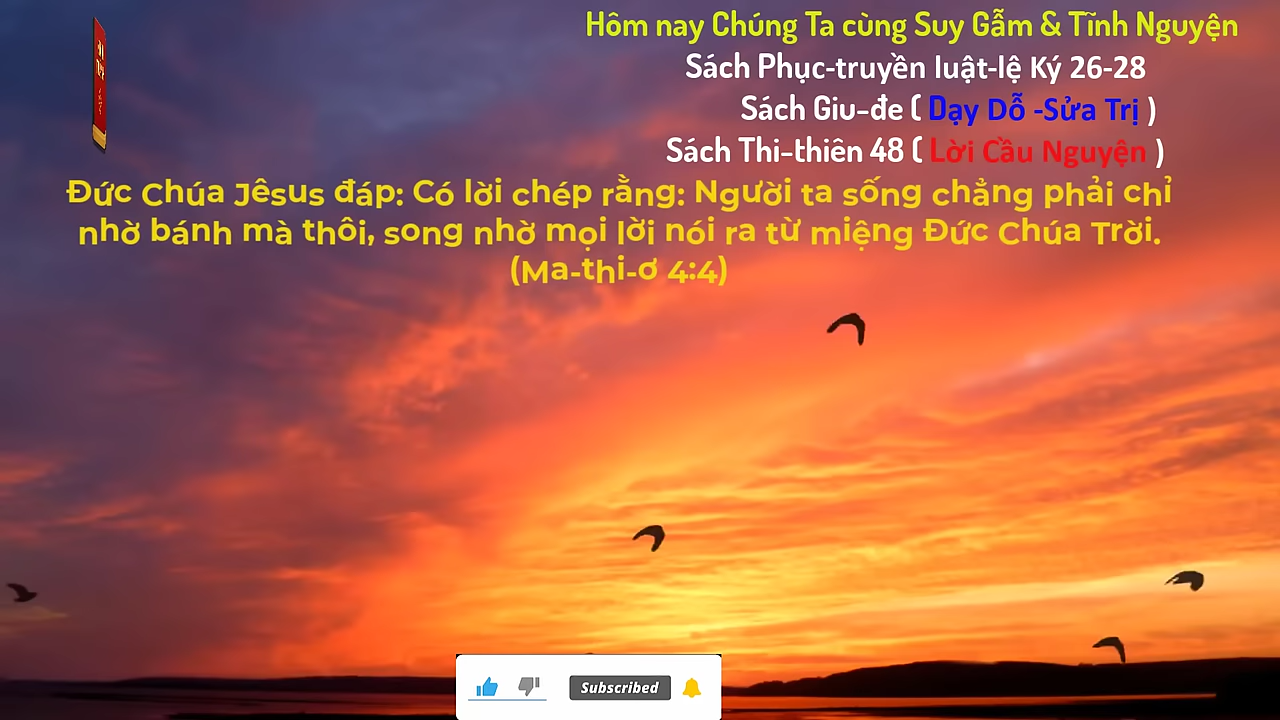 Hôm nay Chúng Ta cùng Suy Gẫm & Tĩnh Nguyện
Sách Phục-truyền luật-lệ Ký 26-28
Sách Giu-đe ( Dạy Dỗ -Sửa Trị )
Sách Thi-thiên 48 ( Lời Cầu Nguyện )
Đức Chúa Jêsus đáp: Có lời chép rằng: Người ta sống chẳng phải chỉ
nhờ bánh mà thôi, song nhờ mọi lời nói ra từ miệng Đức Chúa Trời.
(Ma-thi-ơ 4:4)
Subscribed